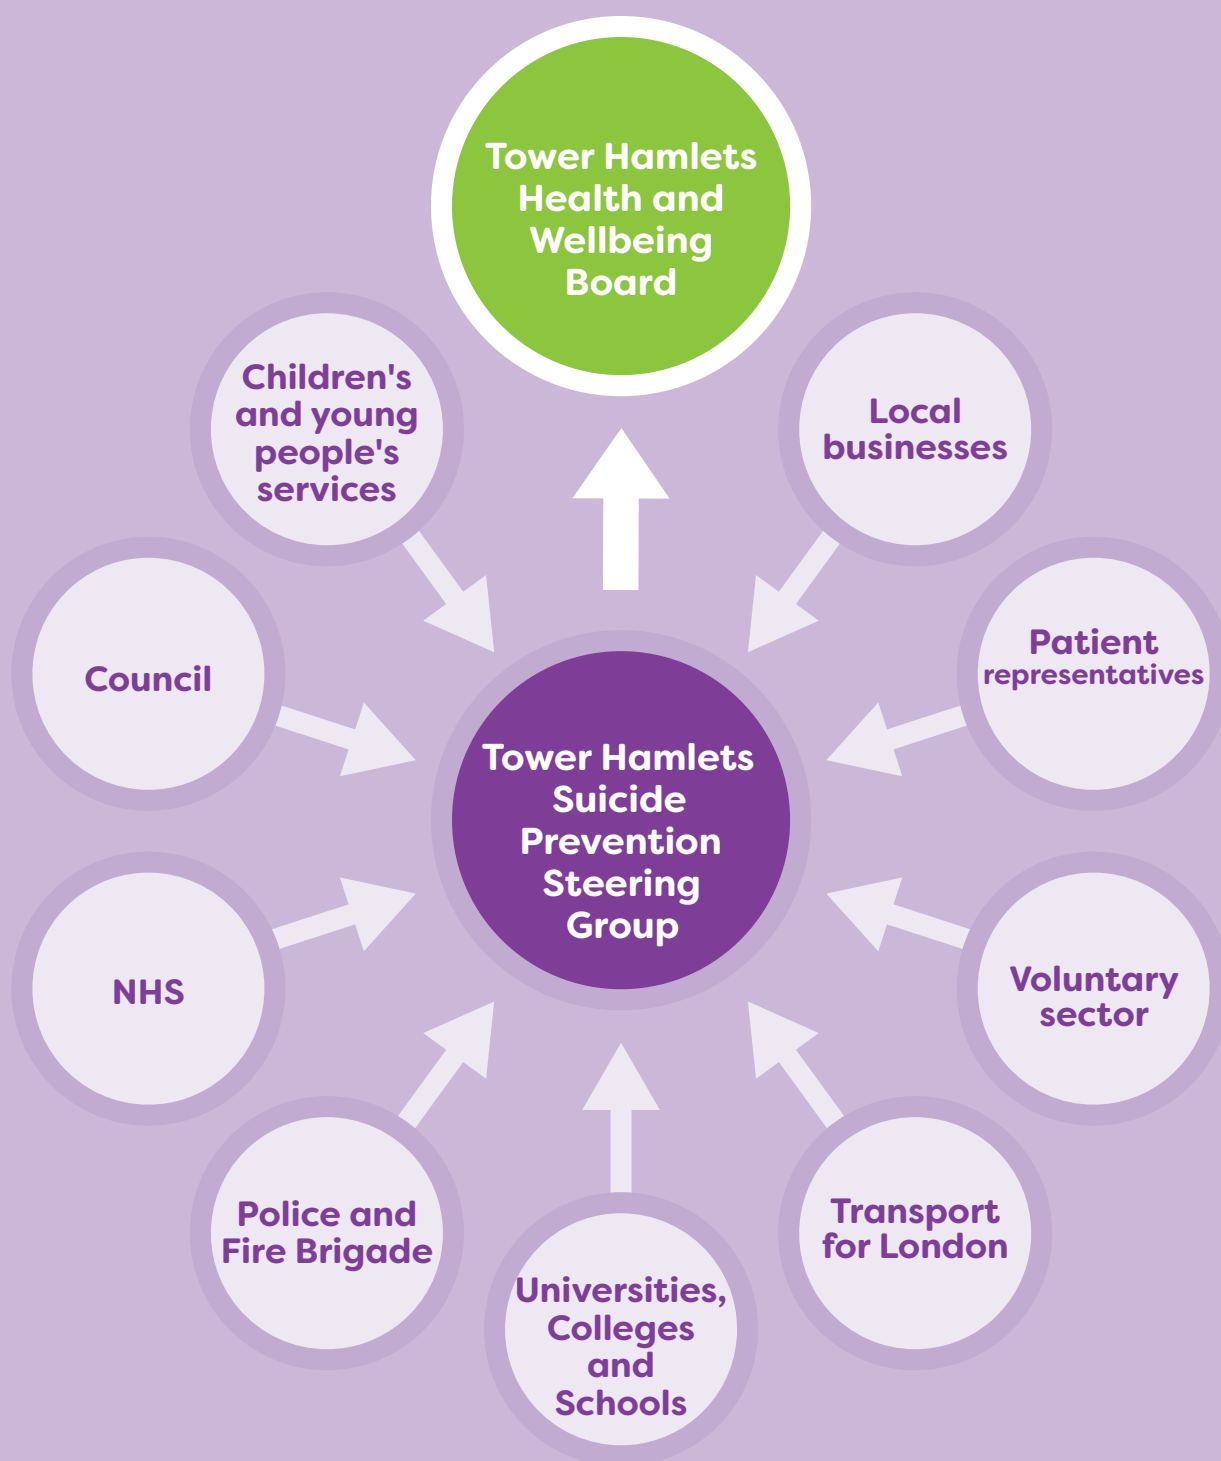 Tower Hamlets
Health and
Wellbeing
Board
Children's
and young
people's
services
Local
businesses
Council
Patient
representatives
Tower Hamlets
Suicide
Prevention
Steering
Group
NHS
Voluntary
sector
Police and
Fire Brigade
Universities,
Colleges
and
Schools
Transport
for London